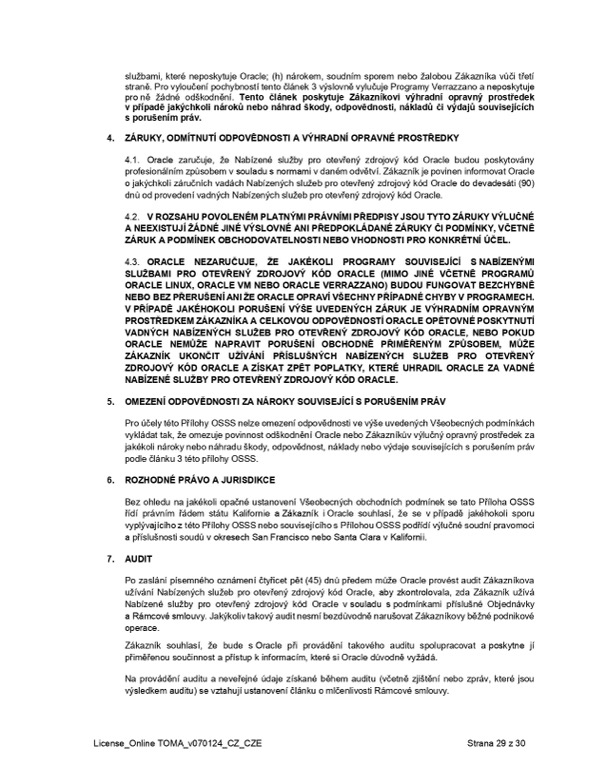 službami, které neposkytuje Oracle; (h) nárokem, soudním sporem nebo žalobou Zákazníka vůči třetí
straně. Pro vyloučení pochybností tento článek 3 výslovně vylučuje Programy Verrazzano a neposkytuje
pro ně žádné odškodnění. Tento článek poskytuje Zákazníkovi výhradní opravný prostředek
v případě jakýchkoli nároků nebo náhrad škody, odpovědnosti, nákladů či výdajů souvisejících
s porušením práv.
4. ZÁRUKY, ODMÍTNUTÍ ODPOVĚDNOSTI A VÝHRADNÍ OPRAVNÉ PROSTŘEDKY
4.1. Oracle zaručuje, že Nabízené služby pro otevřený zdrojový kód Oracle budou poskytovány
profesionálním způsobem v souladu s normami v daném odvětví. Zákazník je povinen informovat Oracle
o jakýchkoli záručních vadách Nabízených služeb pro otevřený zdrojový kód Oracle do devadesáti (90)
dnů od provedení vadných Nabízených služeb pro otevřený zdrojový kód Oracle.
4.2. V ROZSAHU POVOLENÉM PLATNÝMI PRÁVNÍMI PŘEDPISY JSOU TYTO ZÁRUKY VÝLUČNÉ
A NEEXISTUJÍ ŽÁDNÉ JINÉ VÝSLOVNÉ ANI PŘEDPOKLÁDANÉ ZÁRUKY ČI PODMÍNKY, VČETNĚ
ZÁRUK A PODMÍNEK OBCHODOVATELNOSTI NEBO VHODNOSTI PRO KONKRÉTNÍ ÚČEL.
4.3. ORACLE NEZARUČUJE, ŽE JAKÉKOLI PROGRAMY SOUVISEJÍCÍ S NABÍZENÝMI
SLUŽBAMI PRO OTEVŘENÝ ZDROJOVÝ KÓD ORACLE (MIMO JINÉ VČETNĚ PROGRAMŮ
ORACLE LINUX, ORACLE VM NEBO ORACLE VERRAZZANO) BUDOU FUNGOVAT BEZCHYBNĚ
NEBO BEZ PŘERUŠENÍ ANI ŽE ORACLE OPRAVÍ VŠECHNY PŘÍPADNÉ CHYBY V PROGRAMECH.
V PŘÍPADĚ JAKÉHOKOLI PORUŠENÍ VÝŠE UVEDENÝCH ZÁRUK JE VÝHRADNÍM OPRAVNÝM
PROSTŘEDKEM ZÁKAZNÍKA A CELKOVOU ODPOVĚDNOSTÍ ORACLE OPĚTOVNÉ POSKYTNUTÍ
VADNÝCH NABÍZENÝCH SLUŽEB PRO OTEVŘENÝ ZDROJOVÝ KÓD ORACLE, NEBO POKUD
ORACLE NEMŮŽE NAPRAVIT PORUŠENÍ OBCHODNĚ PŘIMĚŘENÝM ZPŮSOBEM, MŮŽE
ZÁKAZNÍK UKONČIT UŽÍVÁNÍ PŘÍSLUŠNÝCH NABÍZENÝCH SLUŽEB PRO OTEVŘENÝ
ZDROJOVÝ KÓD ORACLE A ZÍSKAT ZPĚT POPLATKY, KTERÉ UHRADIL ORACLE ZA VADNÉ
NABÍZENÉ SLUŽBY PRO OTEVŘENÝ ZDROJOVÝ KÓD ORACLE.
5. OMEZENÍ ODPOVĚDNOSTI ZA NÁROKY SOUVISEJÍCÍ S PORUŠENÍM PRÁV
Pro účely této Přílohy OSSS nelze omezení odpovědnosti ve výše uvedených Všeobecných podmínkách
vykládat tak, že omezuje povinnost odškodnění Oracle nebo Zákazníkův výlučný opravný prostředek za
jakékoli nároky nebo náhradu škody, odpovědnost, náklady nebo výdaje související s porušením práv
podle článku 3 této přílohy OSSS.
6. ROZHODNÉ PRÁVO A JURISDIKCE
Bez ohledu na jakékoli opačné ustanovení Všeobecných obchodních podmínek se tato Příloha OSSS
řídí právním řádem státu Kalifornie a Zákazník i Oracle souhlasí, že se v případě jakéhokoli sporu
vyplývajícího z této Přílohy OSSS nebo souvisejícího s Přílohou OSSS podřídí výlučné soudní pravomoci
a příslušnosti soudů v okresech San Francisco nebo Santa Clara v Kalifornii.
7. AUDIT
Po zaslání písemného oznámení čtyřicet pět (45) dnů předem může Oracle provést audit Zákazníkova
užívání Nabízených služeb pro otevřený zdrojový kód Oracle, aby zkontrolovala, zda Zákazník užívá
Nabízené služby pro otevřený zdrojový kód Oracle v souladu s podmínkami příslušné Objednávky
a Rámcové smlouvy. Jakýkoliv takový audit nesmí bezdůvodně narušovat Zákazníkovy běžné podnikové
operace.
Zákazník souhlasí, že bude s Oracle při provádění takového auditu spolupracovat a poskytne jí
přiměřenou součinnost a přístup k informacím, které si Oracle důvodně vyžádá.
Na provádění auditu a neveřejné údaje získané během auditu (včetně zjištění nebo zpráv, které jsou
výsledkem auditu) se vztahují ustanovení článku o mlčenlivosti Rámcové smlouvy.
License_Online TOMA_v070124_CZ_CZE
Strana 29 z 30